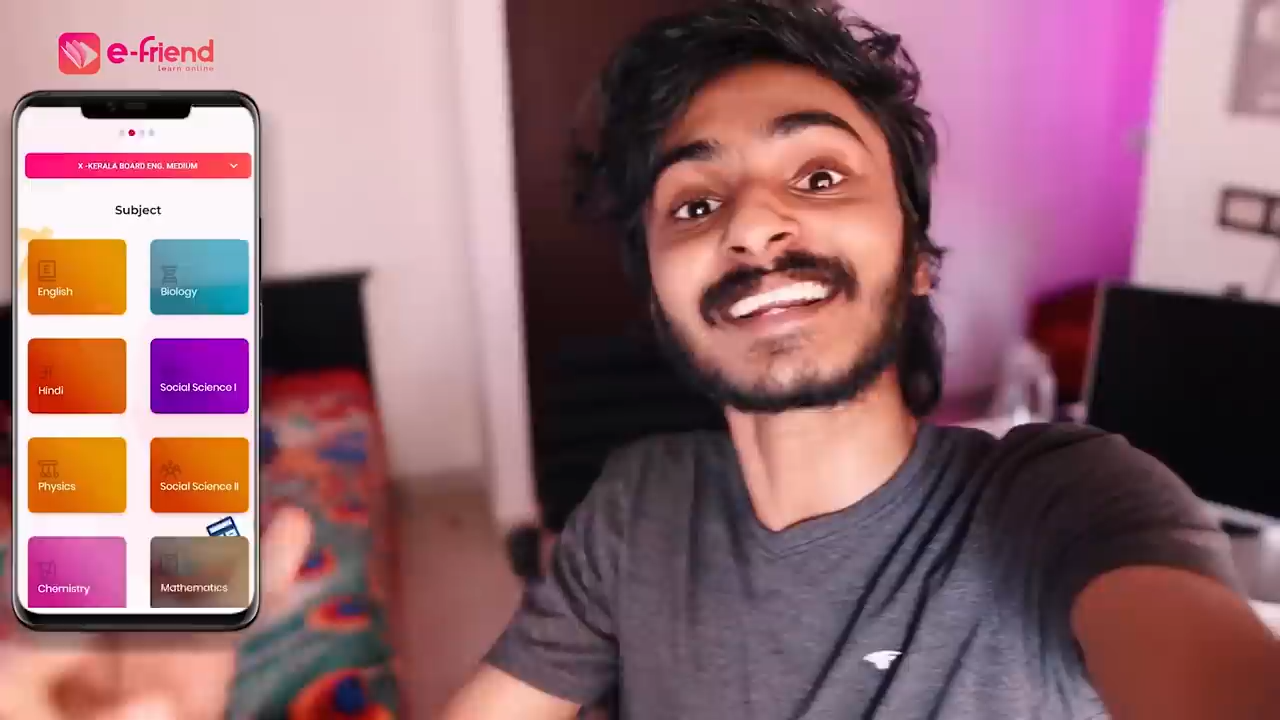 e-friend
learn online
X -KERALA BOARD ENG. MEDIUM
Subject
English
Biology
Hindi
Social Science I
Physics
Social Science II
Chemistry
Mathematics